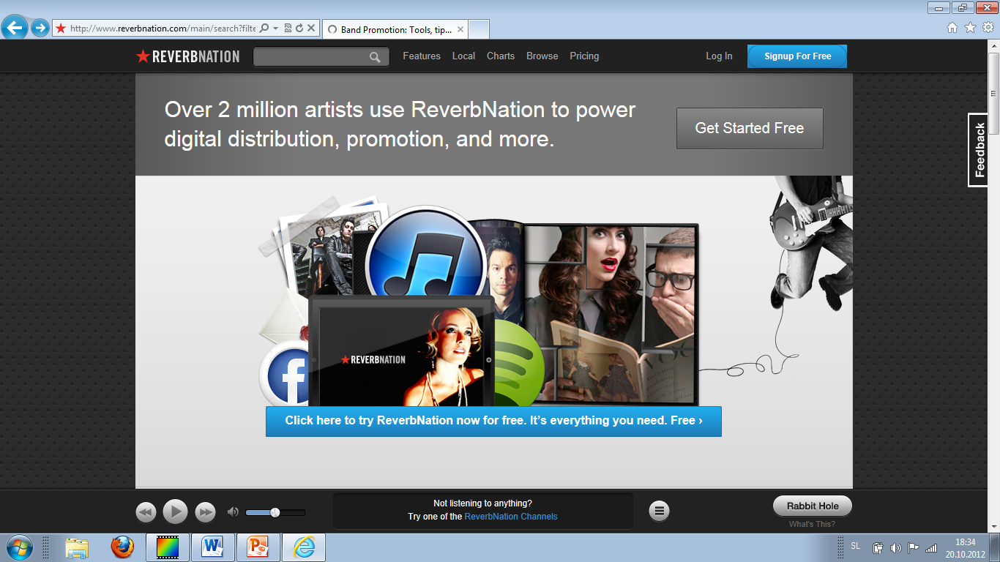 http://www.reverbnation.com/main/search?filte
Band Promotion: Tools, tip...
REVERBNATION
Features Local Charts Browse Pricing
Log In
Signup For Free
Over 2 million artists use ReverbNation to power
digital distribution, promotion, and more.
Get Started Free
Feedback
REVERBNATION
f
Click here to try ReverbNation now for free. It's everything you need. Free ›
Not listening to anything?
Try one of the ReverbNation Channels
Rabbit Hole
What's This?
SL
18:34
20.10.2012